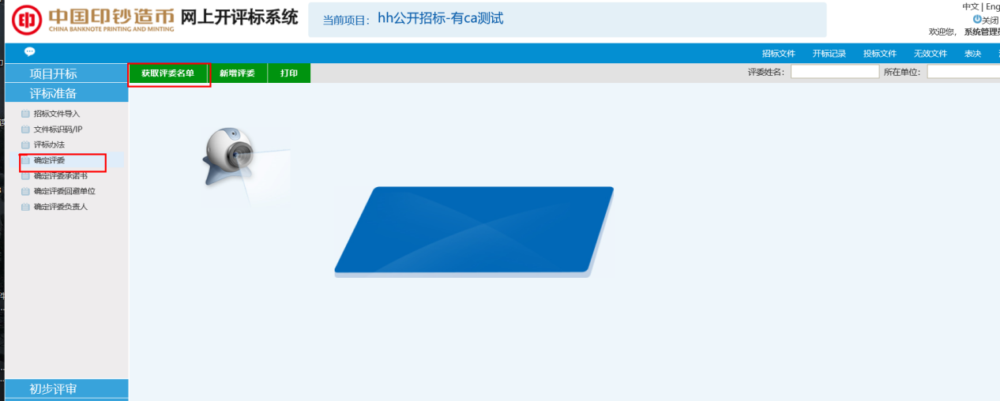 中国印钞造币
CHINA BANKNOTE PRINTING AND MINTING
网上开评标系统
当前项目: hh公开招标-有ca测试
中文 | Eng
关闭
欢迎您, 系统管理员
招标文件 开标记录 投标文件 无效文件 表决
项目开标
获取评委名单 新增评委 打印
评委姓名: 所在单位:
评标准备
招标文件导入
文件标识码/IP
评标办法
确定评委
确定评委承诺书
确定评委回避单位
确定评委负责人
初步评审